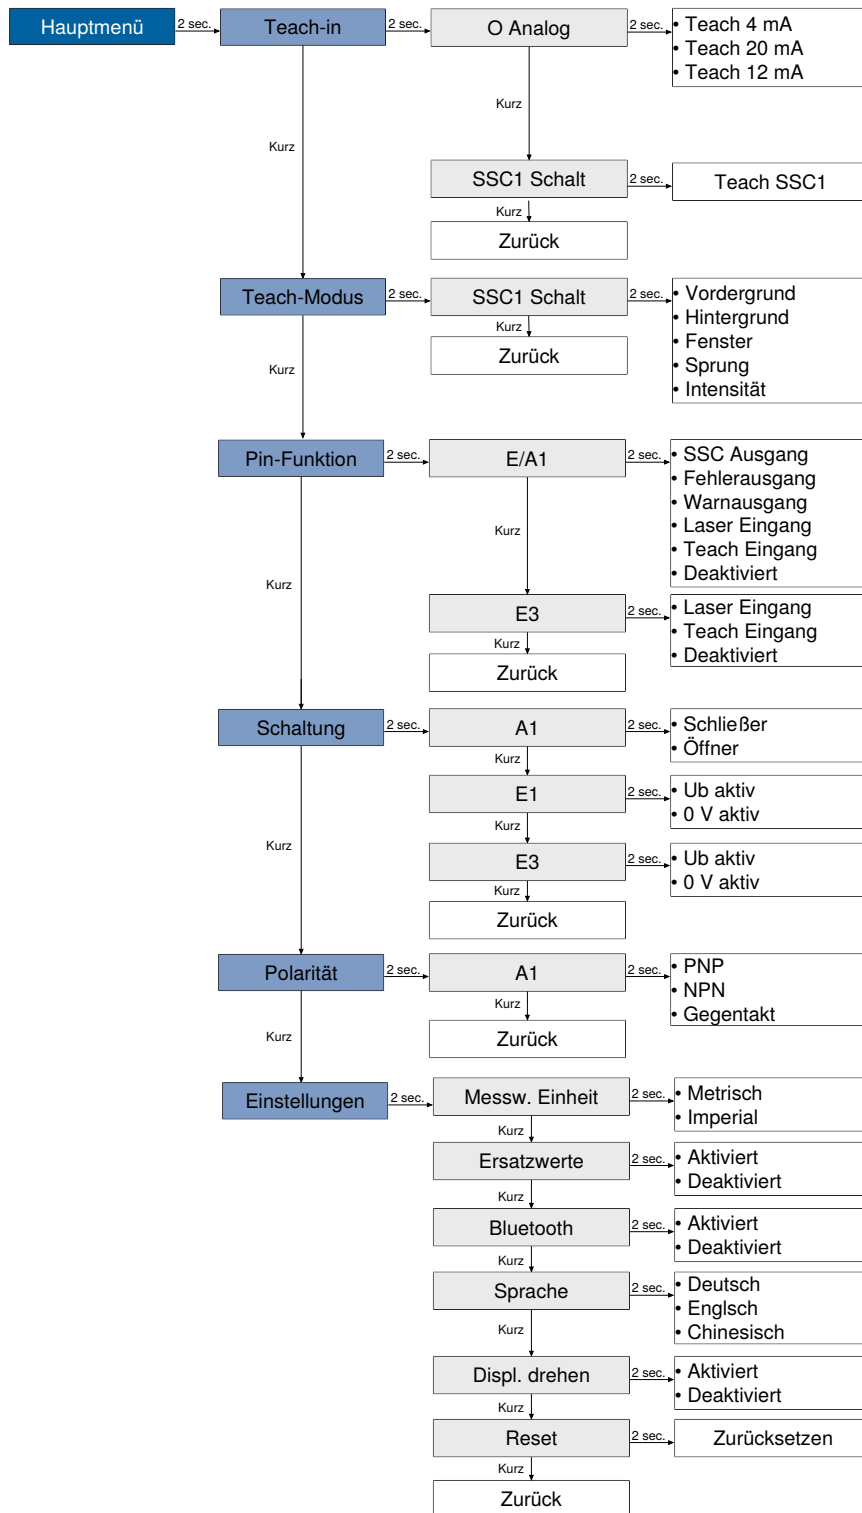 Hauptmenü 2 sec. Teach-in 2 sec. O Analog 2 sec. • Teach 4 mA
• Teach 20 mA
• Teach 12 mA
Kurz
Kurz
SSC1 Schalt 2 sec. Teach SSC1
Kurz
Zurück
Teach-Modus 2 sec. SSC1 Schalt 2 sec. • Vordergrund
• Hintergrund
Kurz
Zurück • Fenster
• Sprung
Kurz
• Intensität
Pin-Funktion 2 sec. E/A1 2 sec. • SSC Ausgang
• Fehlerausgang
• Warnausgang
Kurz • Laser Eingang
• Teach Eingang
• Deaktiviert
Kurz
E3 2 sec. • Laser Eingang
• Teach Eingang
Kurz
• Deaktiviert
Zurück
Schaltung 2 sec. A1 2 sec. • Schließer
• Öffner
Kurz
E1 2 sec. • Ub aktiv
• 0 V aktiv
Kurz
Kurz
E3 2 sec. • Ub aktiv
• 0 V aktiv
Kurz
Zurück
Polarität 2 sec. A1 2 sec. • PNP
• NPN
• Gegentakt
Kurz
Kurz
Zurück
Einstellungen 2 sec. Messw. Einheit 2 sec. • Metrisch
• Imperial
Kurz
Ersatzwerte 2 sec. • Aktiviert
• Deaktiviert
Kurz
Bluetooth 2 sec. • Aktiviert
• Deaktiviert
Kurz
Sprache 2 sec. • Deutsch
• Englsch
• Chinesisch
Kurz
Displ. drehen 2 sec. • Aktiviert
• Deaktiviert
Kurz
Reset 2 sec. Zurücksetzen
Kurz
Zurück